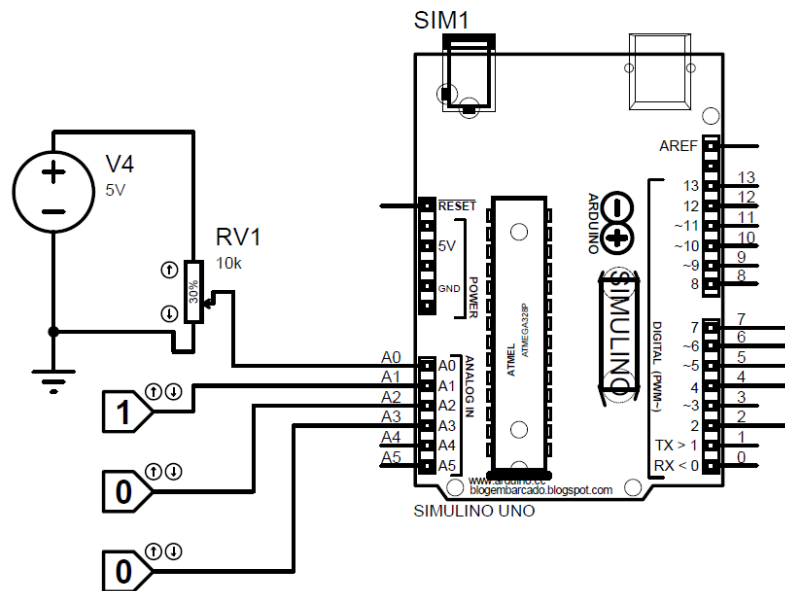 SIM1
V4
5V
RV1
10k
30%
1
0
0
A0
A1
A2
A3
A4
A5
RESET
5V
GND
POWER
A0
A1
A2
A3
A4
A5
ANALOG IN
ATMEL
ATMEGA328P
ARDUINO
SIMULINO
www.arduino.cc
blogembarcado.blogspot.com
SIMULINO UNO
AREF
13
12
~11
~10
~9
8
7
~6
~5
4
~3
2
TX > 1
RX < 0
DIGITAL (PWM~)
13
12
11
10
9
8
7
6
5
4
3
2
1
0